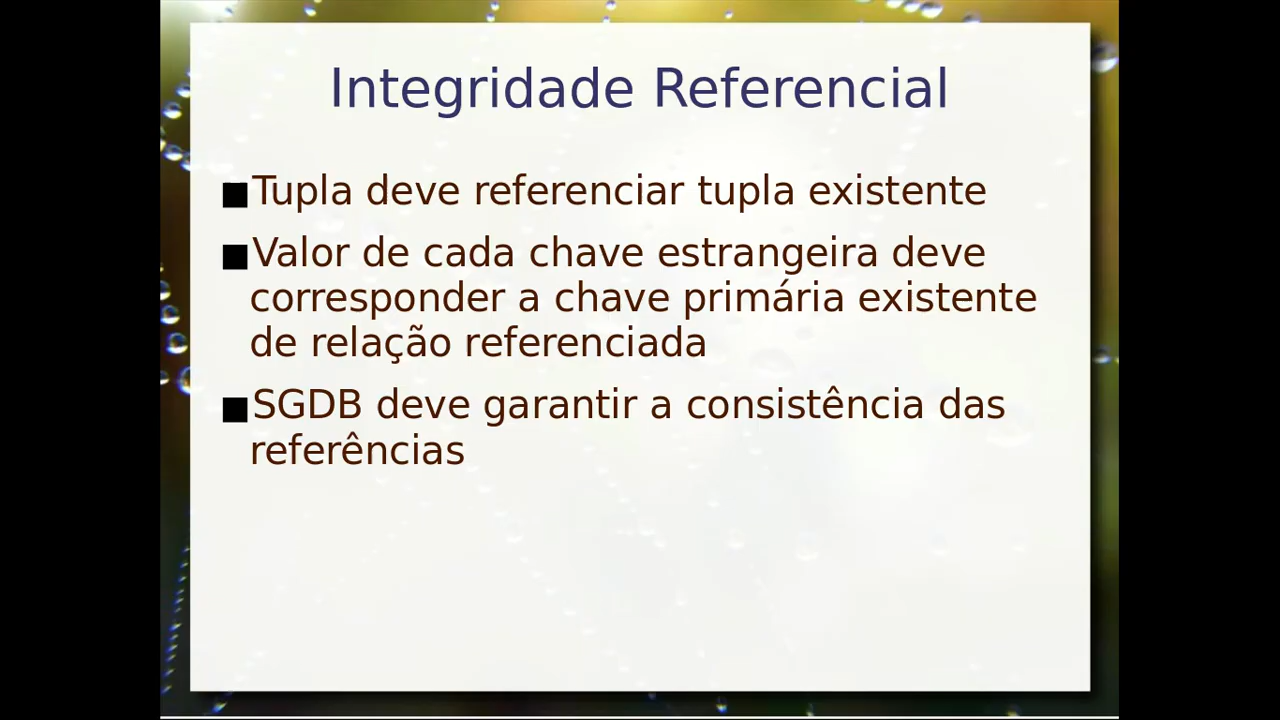 Integridade Referencial
■Tupla deve referenciar tupla existente
■Valor de cada chave estrangeira deve
corresponder a chave primária existente
de relação referenciada
■SGDB deve garantir a consistência das
referências